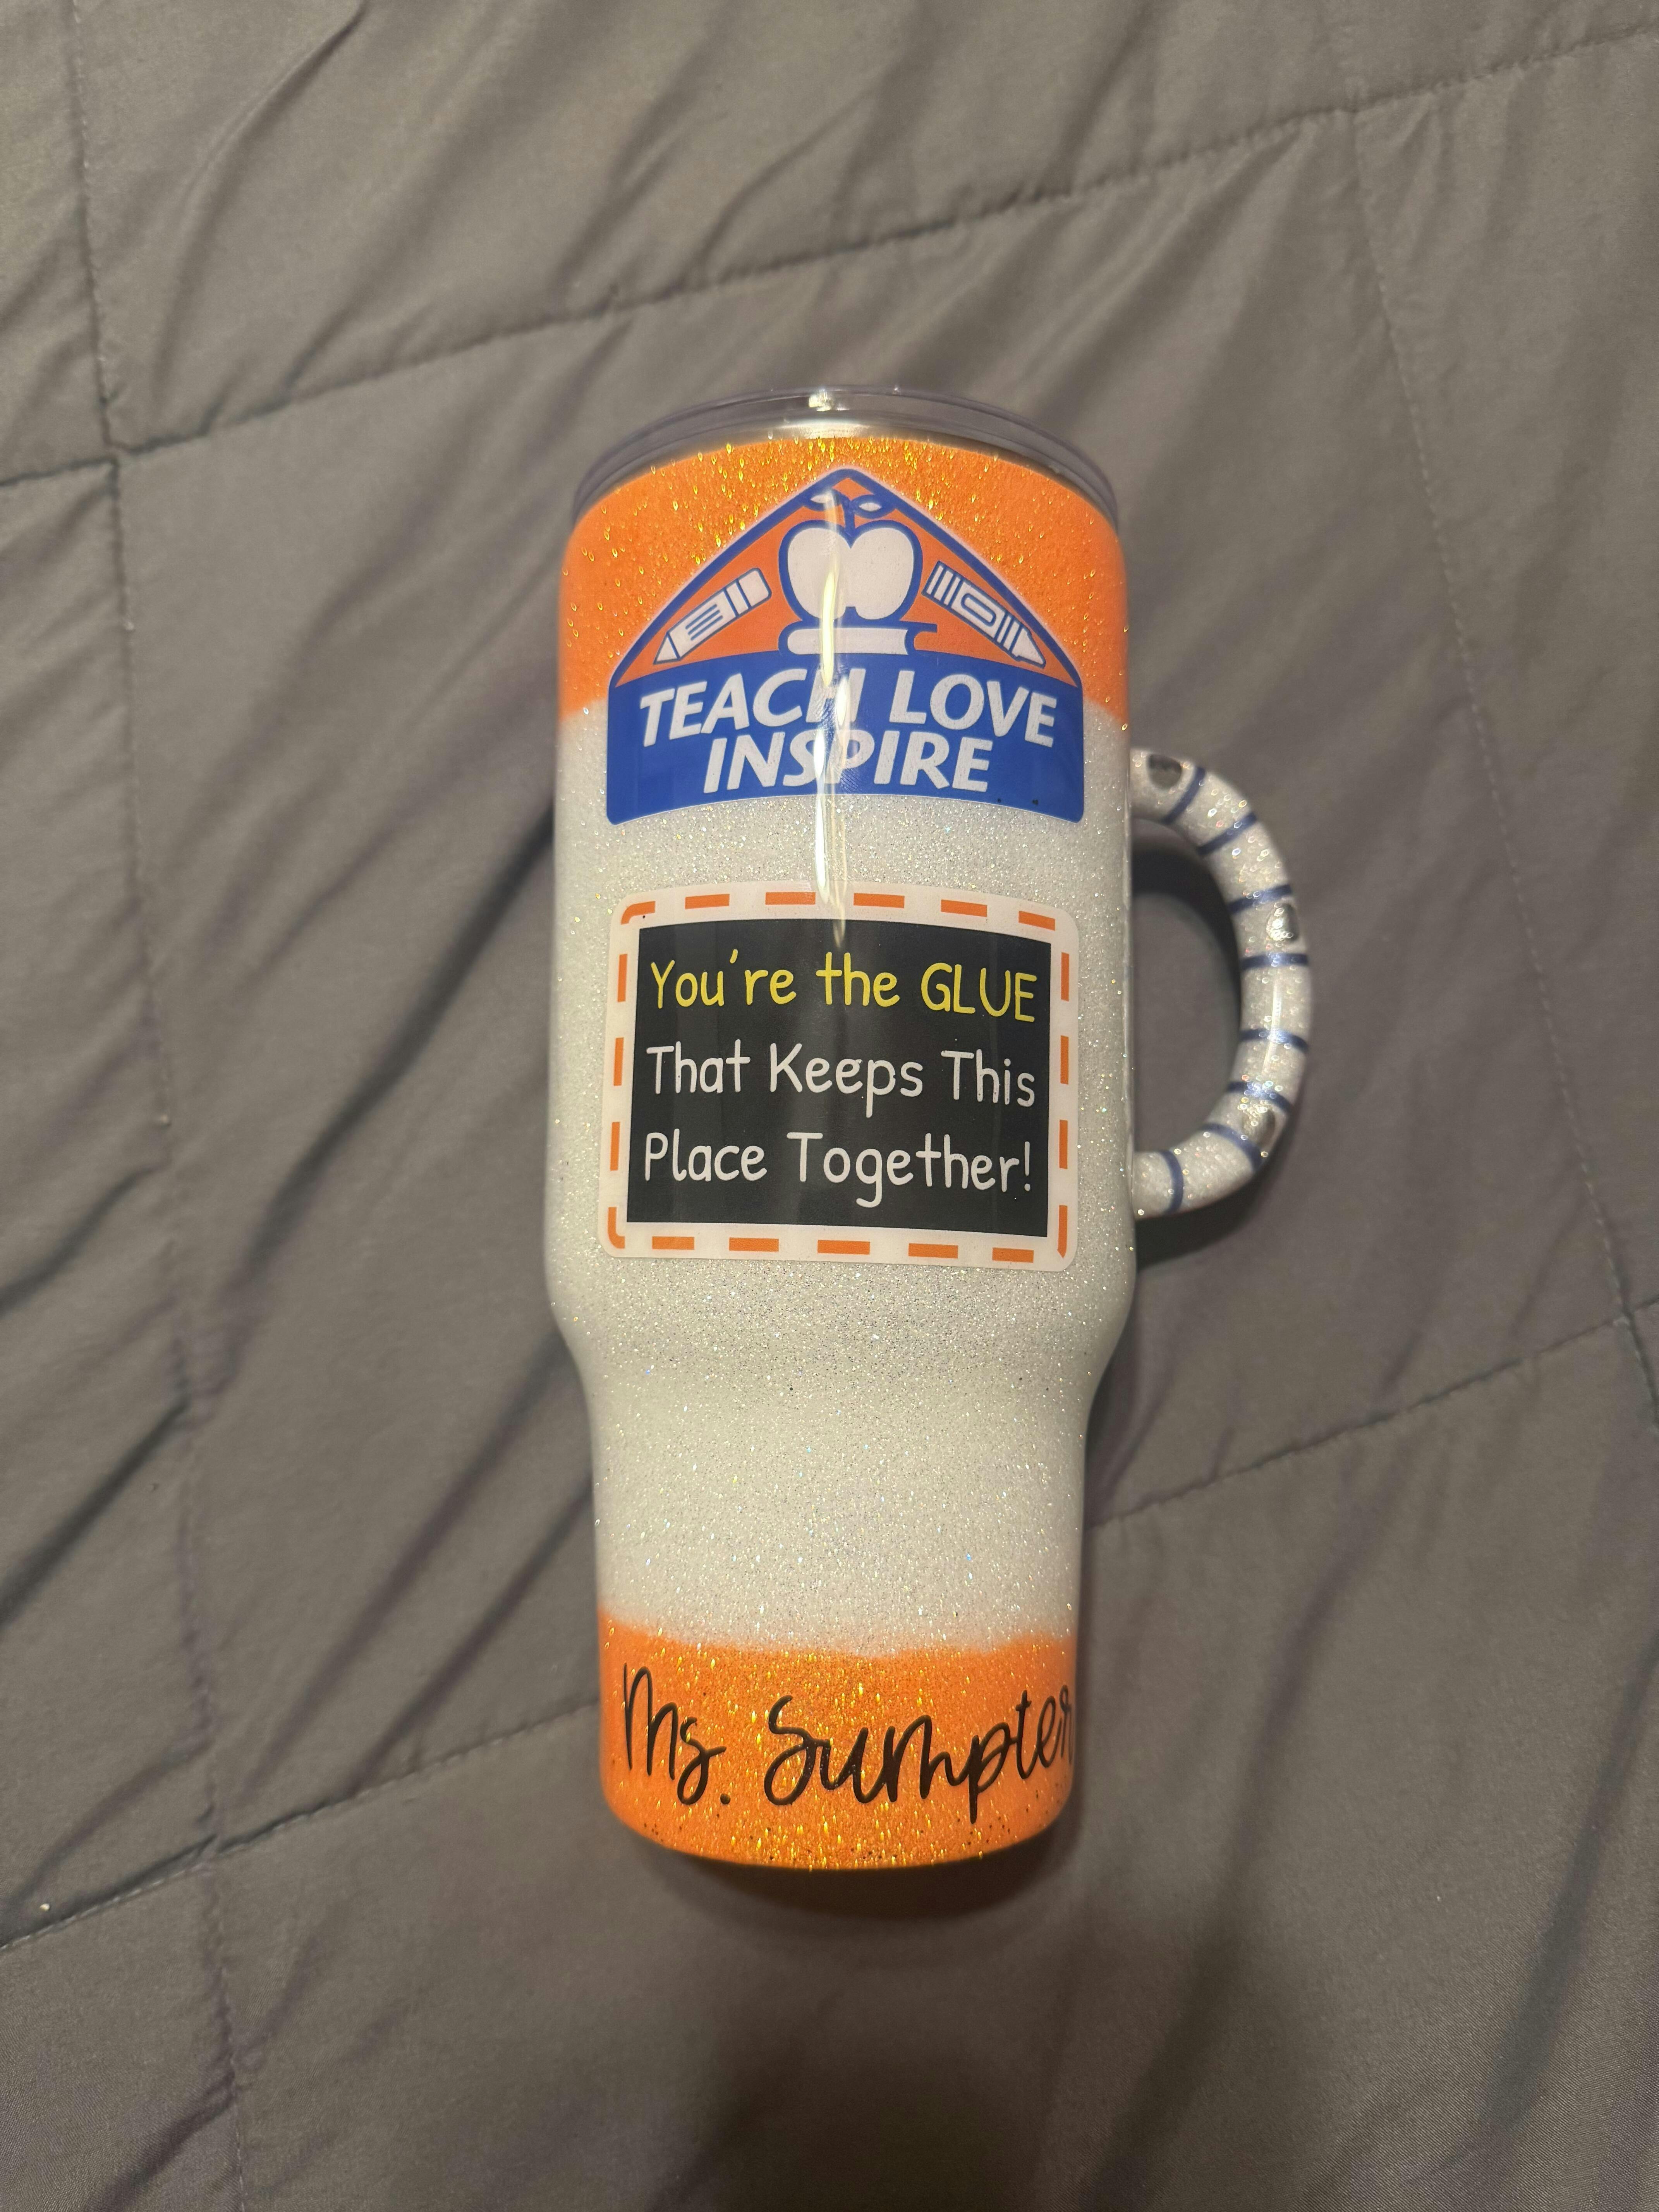 TEACH LOVE
INSPIRE
You're the GLUE
That Keeps This
Place Together!
Ms. Sumpter